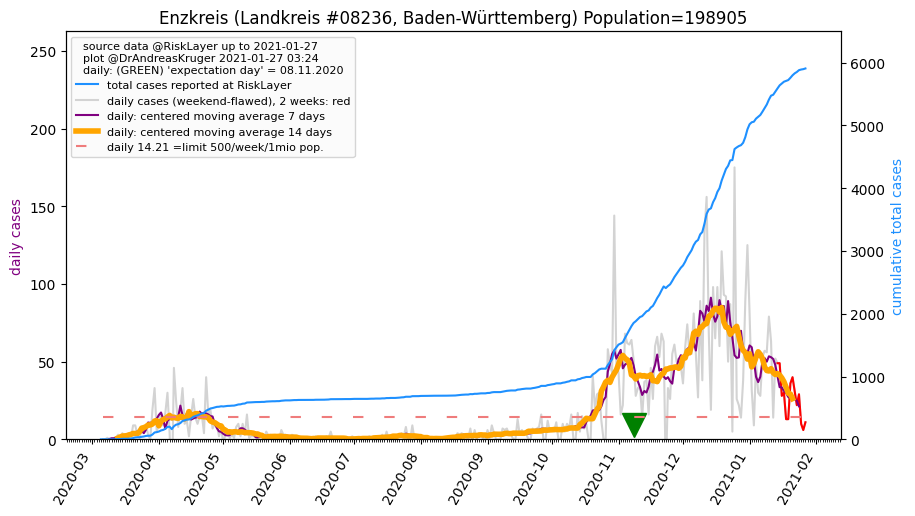 Enzkreis (Landkreis #08236, Baden-Württemberg) Population=198905
source data @RiskLayer up to 2021-01-27
plot @DrAndreasKruger 2021-01-27 03:24
daily: (GREEN) 'expectation day' = 08.11.2020
total cases reported at RiskLayer
daily cases (weekend-flawed), 2 weeks: red
daily: centered moving average 7 days
daily: centered moving average 14 days
daily 14.21 =limit 500/week/1mio pop.
daily cases
250
200
150
100
50
0
cumulative total cases
6000
5000
4000
3000
2000
1000
0
2020-03
2020-04
2020-05
2020-06
2020-07
2020-08
2020-09
2020-10
2020-11
2020-12
2021-01
2021-02